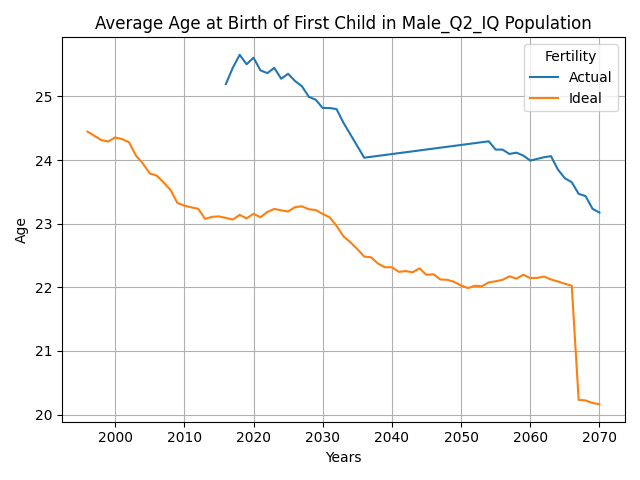 Average Age at Birth of First Child in Male_Q2_IQ Population
Fertility
Actual
Ideal
Age
25
24
23
22
21
20
2000 2010 2020 2030 2040 2050 2060 2070
Years